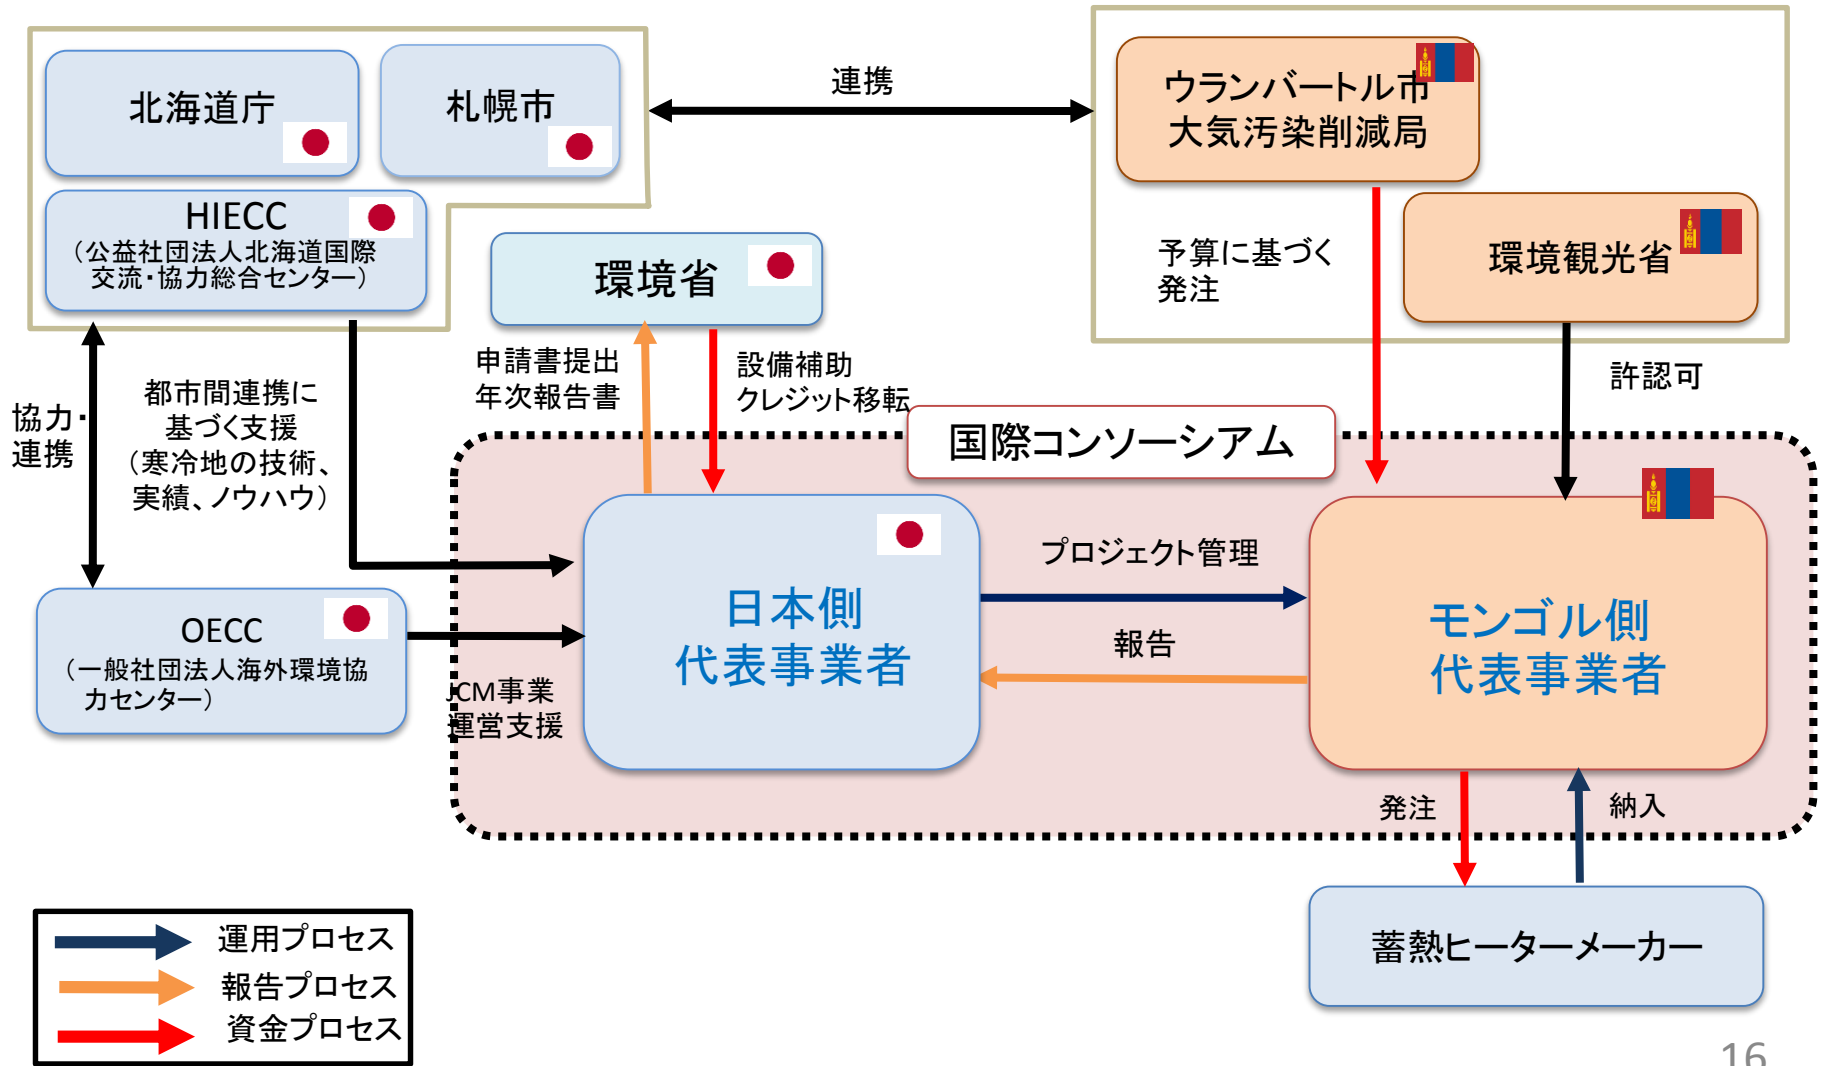 北海道庁
札幌市
連携
ウランバートル市
大気汚染削減局
HIECC
（公益社団法人北海道国際
交流・協力総合センター）
環境省
予算に基づく
発注
環境観光省
申請書提出
年次報告書
設備補助
クレジット移転
許認可
協力・
連携
都市間連携に
基づく支援
（寒冷地の技術、
実績、ノウハウ）
国際コンソーシアム
プロジェクト管理
日本側
代表事業者
報告
モンゴル側
代表事業者
OECC
（一般社団法人海外環境協
力センター）
JCM事業
運営支援
発注
納入
蓄熱ヒーターメーカー
運用プロセス
報告プロセス
資金プロセス
16